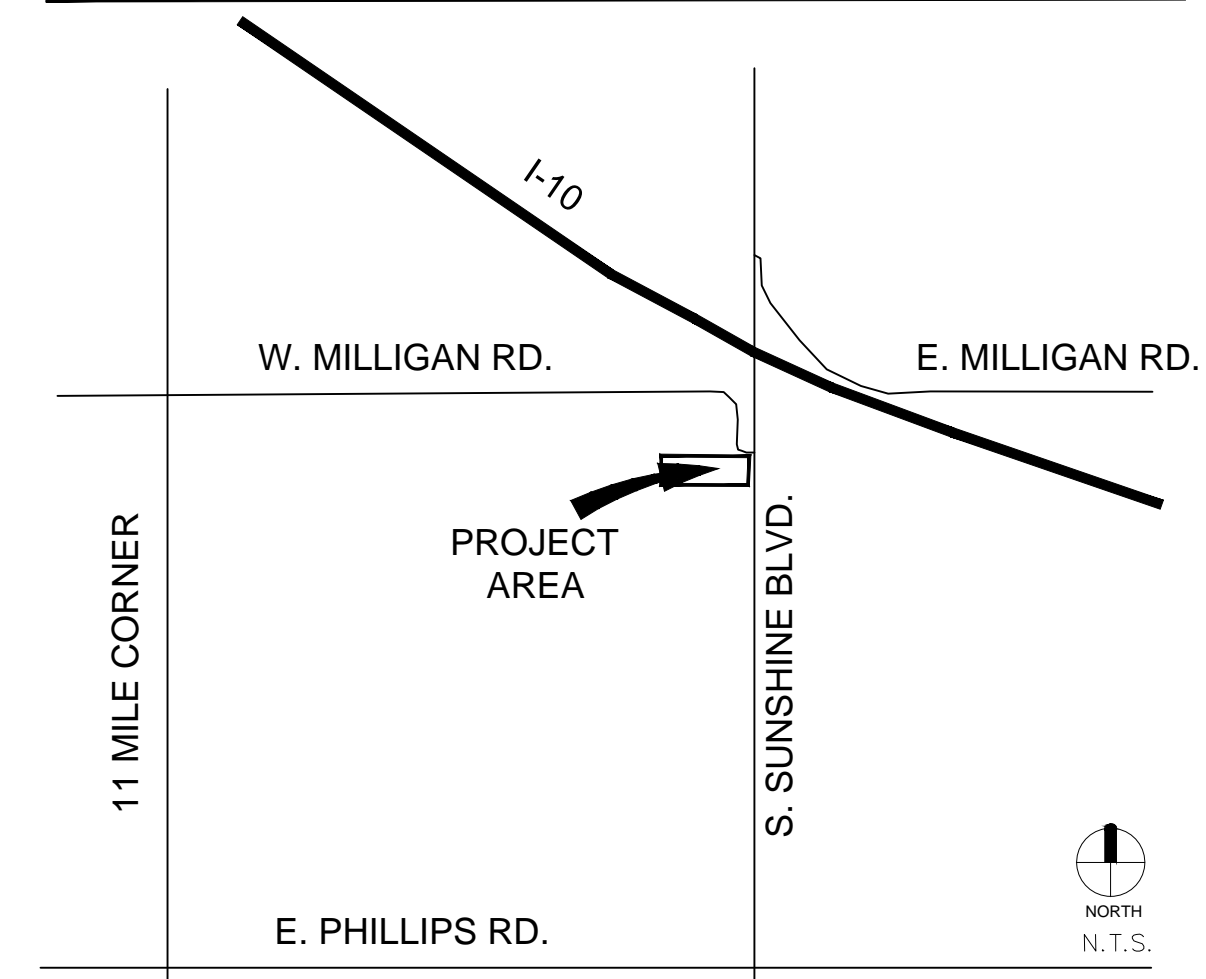 I-10
W. MILLIGAN RD.
E. MILLIGAN RD.
PROJECT
AREA
11 MILE CORNER
S. SUNSHINE BLVD.
E. PHILLIPS RD.
NORTH
N.T.S.